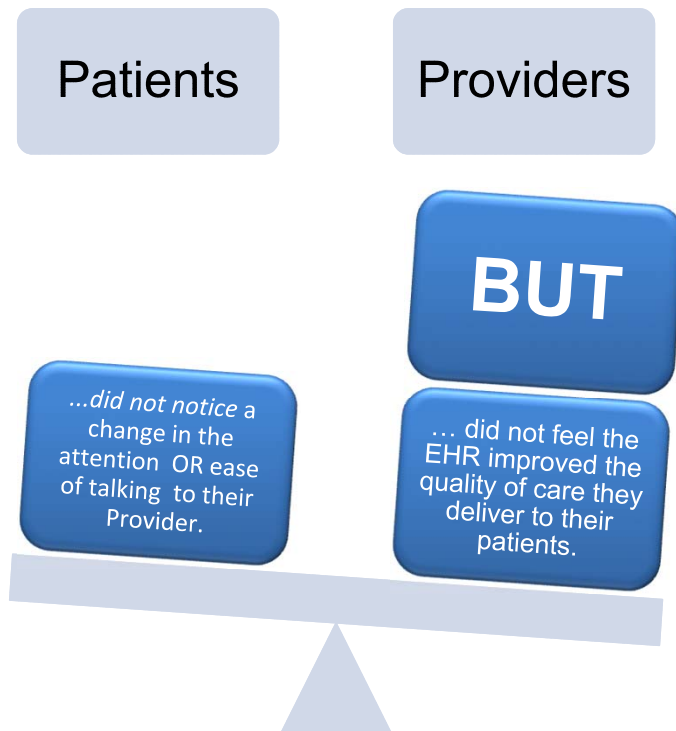 Patients
Providers
BUT
...did not notice a
change in the
attention  OR ease
of talking  to their
Provider.
... did not feel the
EHR improved the
quality of care they
deliver to their
patients.